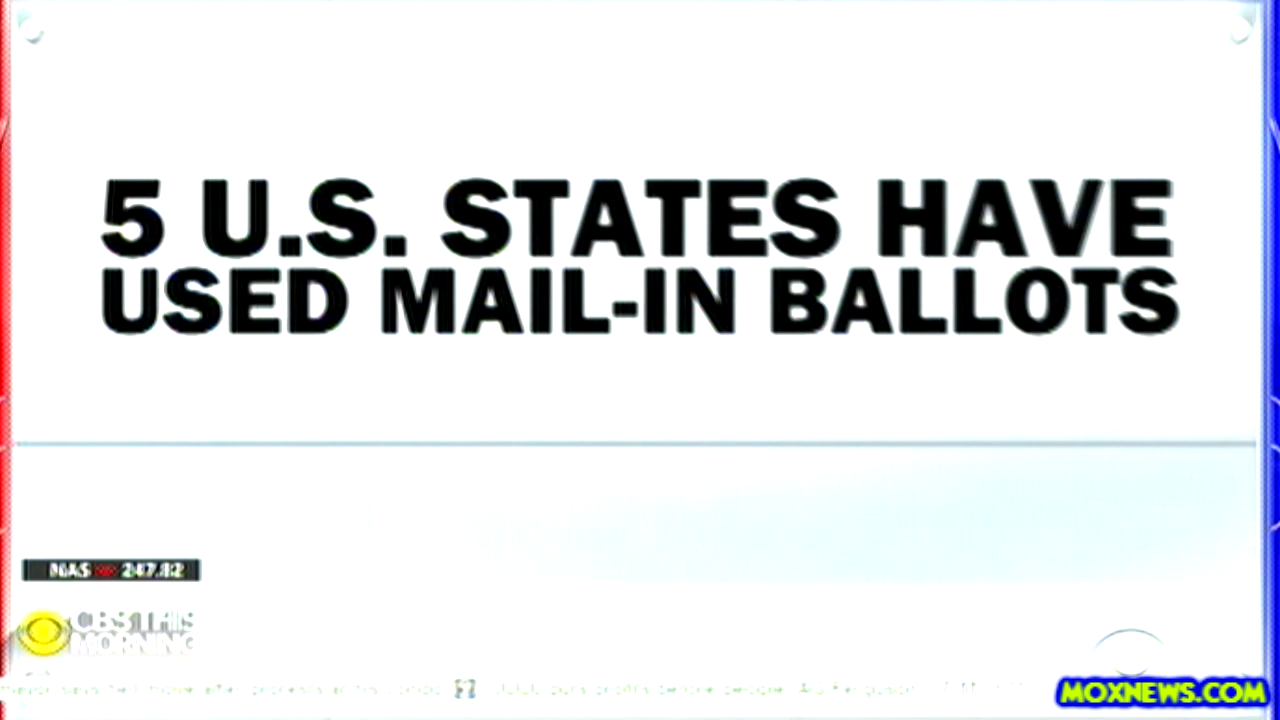 5 U.S. STATES HAVE
USED MAIL-IN BALLOTS
NAS 247.82
CBS THIS
MORNING
MOXNEWS.COM